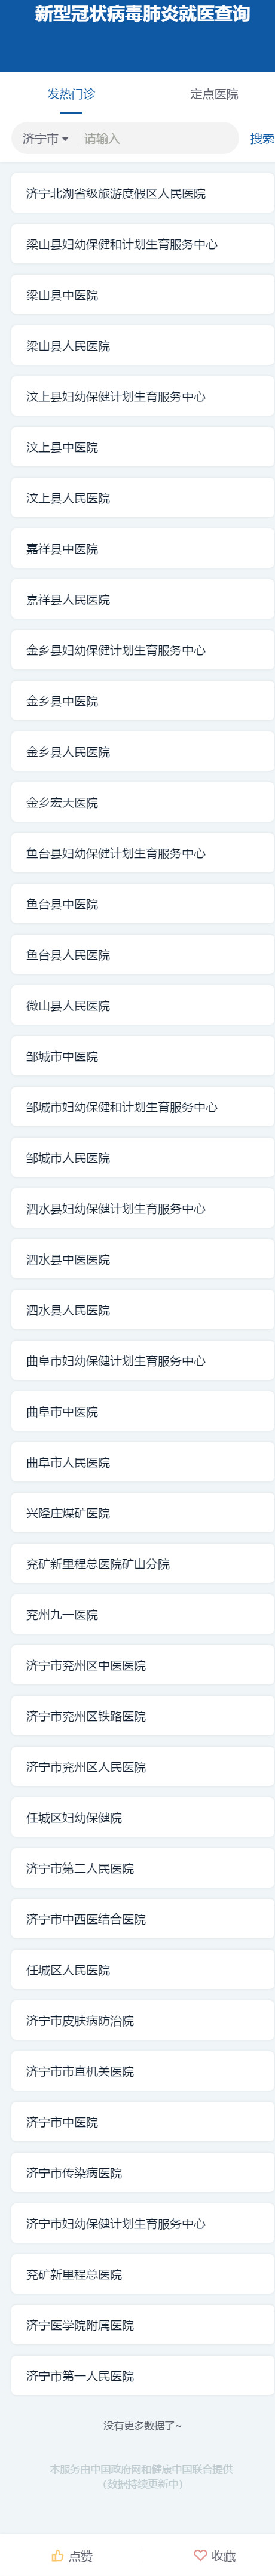 新型冠状病毒肺炎就医查询
发热门诊
定点医院
济宁市
请输入
搜索
济宁北湖省级旅游度假区人民医院
梁山县妇幼保健和计划生育服务中心
梁山县中医院
梁山县人民医院
汶上县妇幼保健计划生育服务中心
汶上县中医院
汶上县人民医院
嘉祥县中医院
嘉祥县人民医院
金乡县妇幼保健计划生育服务中心
金乡县中医院
金乡县人民医院
金乡宏大医院
鱼台县妇幼保健计划生育服务中心
鱼台县中医院
鱼台县人民医院
微山县人民医院
邹城市中医院
邹城市妇幼保健和计划生育服务中心
邹城市人民医院
泗水县妇幼保健计划生育服务中心
泗水县中医医院
泗水县人民医院
曲阜市妇幼保健计划生育服务中心
曲阜市中医院
曲阜市人民医院
兴隆庄煤矿医院
兖矿新里程总医院矿山分院
兖州九一医院
济宁市兖州区中医医院
济宁市兖州区铁路医院
济宁市兖州区人民医院
任城区妇幼保健院
济宁市第二人民医院
济宁市中西医结合医院
任城区人民医院
济宁市皮肤病防治院
济宁市市直机关医院
济宁市中医院
济宁市传染病医院
济宁市妇幼保健计划生育服务中心
兖矿新里程总医院
济宁医学院附属医院
济宁市第一人民医院
没有更多数据了~
本服务由中国政府网和健康中国联合提供
(数据持续更新中)
点赞
收藏